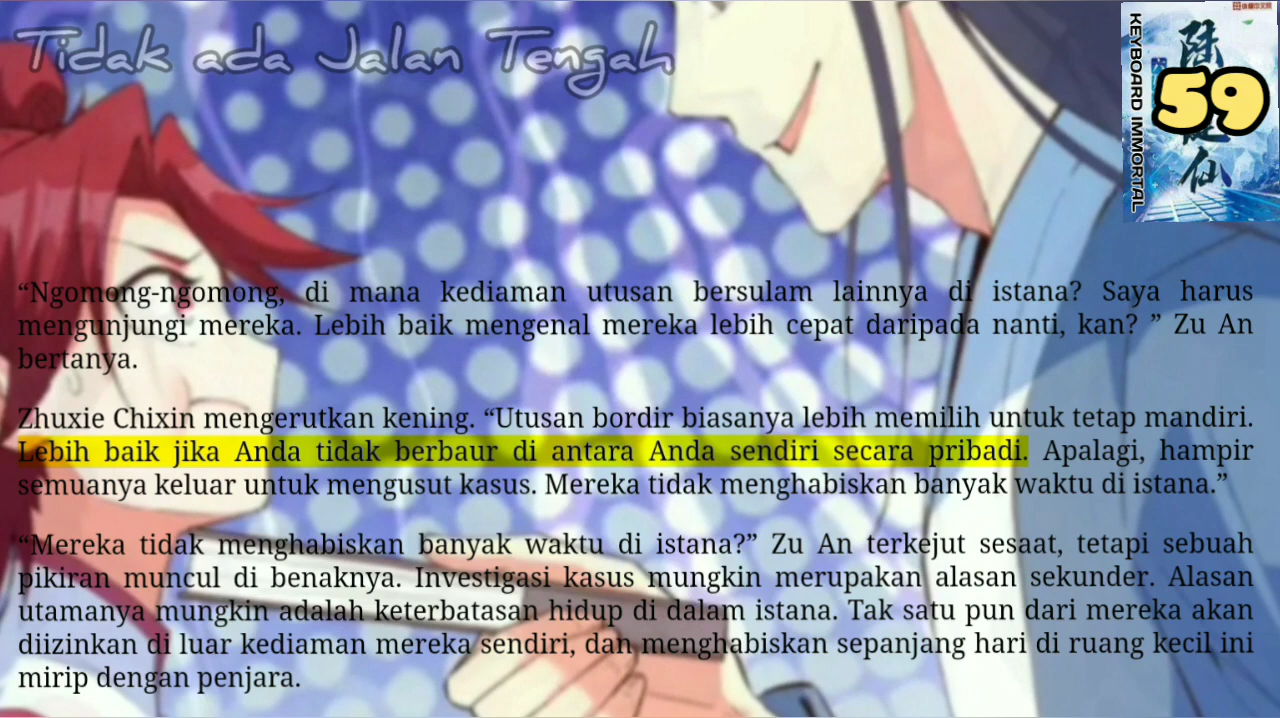 Tidak ada Jalan Tengah
KEYBOARD IMMORTAL
59
“Ngomong-ngomong, di mana kediaman utusan bersulam lainnya di istana? Saya harus
mengunjungi mereka. Lebih baik mengenal mereka lebih cepat daripada nanti, kan? ” Zu An
bertanya.
Zhuxie Chixin mengerutkan kening. “Utusan bordir biasanya lebih memilih untuk tetap mandiri.
Lebih baik jika Anda tidak berbaur di antara Anda sendiri secara pribadi. Apalagi, hampir
semuanya keluar untuk mengusut kasus. Mereka tidak menghabiskan banyak waktu di istana.”
“Mereka tidak menghabiskan banyak waktu di istana?” Zu An terkejut sesaat, tetapi sebuah
pikiran muncul di benaknya. Investigasi kasus mungkin merupakan alasan sekunder. Alasan
utamanya mungkin adalah keterbatasan hidup di dalam istana. Tak satu pun dari mereka akan
diizinkan di luar kediaman mereka sendiri, dan menghabiskan sepanjang hari di ruang kecil ini
mirip dengan penjara.